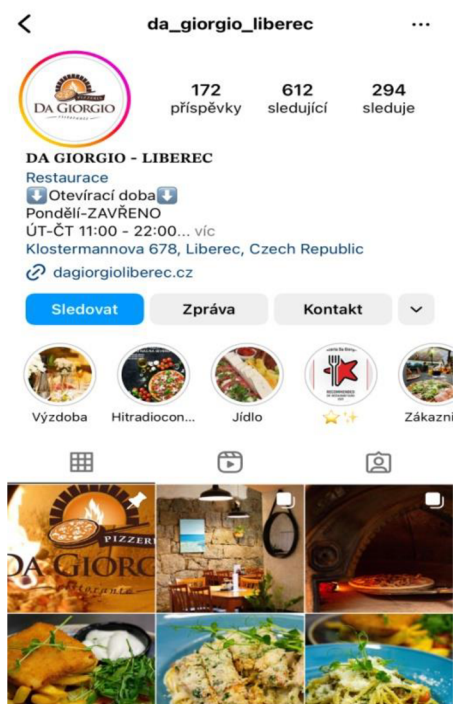 da_giorgio_liberec
DA GIORGIO
172 612 294
příspěvky sledující sleduje
DA GIORGIO - LIBEREC
Restaurace
⬇️Otevírací doba⬇️
Pondělí-ZAVŘENO
ÚT-ČT 11:00 - 22:00... víc
Klostermannova 678, Liberec, Czech Republic
dagiorgioliberec.cz
Sledovat Zpráva Kontakt
Výzdoba Hitradiocon... Jídlo ⭐✨ Zákazni
PIZZERI
DA GIORG